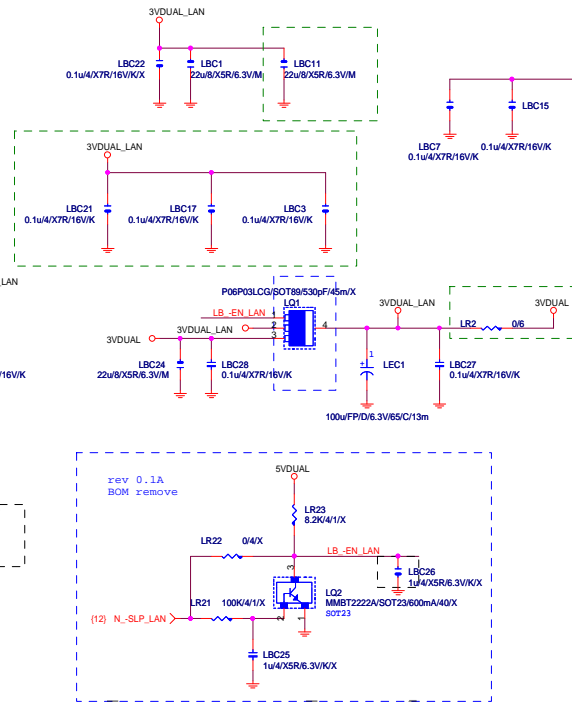 3VDUAL_LAN
LBC22
0.1u/4/X7R/16V/K/X
LBC1
22u/8/X5R/6.3V/M
LBC11
22u/8/X5R/6.3V/M
LBC7
0.1u/4/X7R/16V/K
LBC15
0.1u/4/X7R/16V/K
3VDUAL_LAN
LBC21
0.1u/4/X7R/16V/K
LBC17
0.1u/4/X7R/16V/K
LBC3
0.1u/4/X7R/16V/K
_LAN
P06P03LCG/SOT89/530pF/45m/X
LQ1
LB_-EN_LAN
1
2
3
4
3VDUAL_LAN
3VDUAL
3VDUAL_LAN
LR2
0/6
3VDUAL
LBC24
22u/8/X5R/6.3V/M
LBC28
0.1u/4/X7R/16V/K
1
LEC1
100u/FP/D/6.3V/65/C/13m
LBC27
0.1u/4/X7R/16V/K
/16V/K
rev 0.1A
BOM remove
5VDUAL
LR23
8.2K/4/1/X
LR22
0/4/X
LB_-EN_LAN
LBC26
1u/4/X5R/6.3V/K/X
3
LQ2
MMBT2222A/SOT23/600mA/40/X
SOT23
2
1
LR21
100K/4/1/X
{12}
N_-SLP_LAN
LBC25
1u/4/X5R/6.3V/K/X